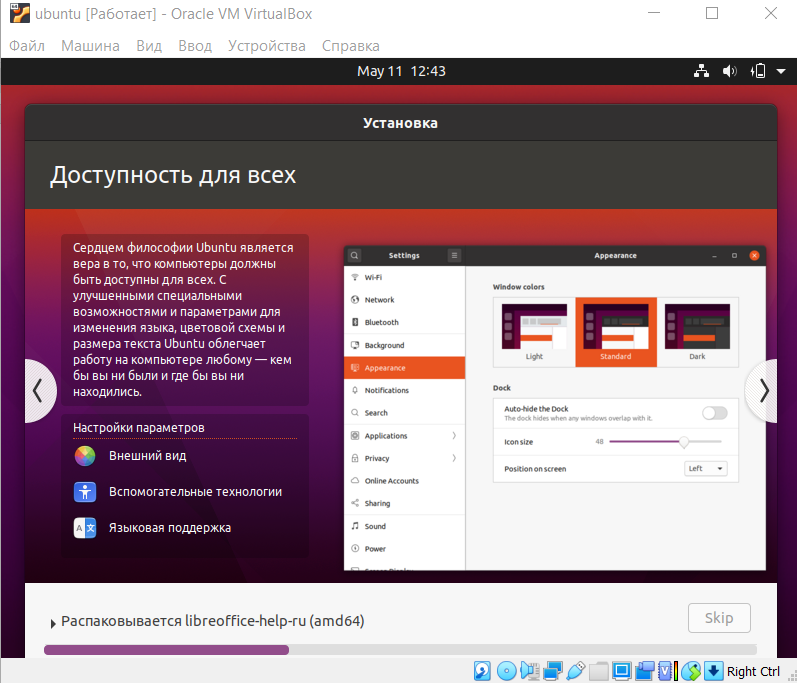 ubuntu [Работает] - Oracle VM VirtualBox
Файл Машина Вид Ввод Устройства Справка
May 11 12:43
Установка
Доступность для всех
Сердцем философии Ubuntu является
вера в то, что компьютеры должны
быть доступны для всех. С
улучшенными специальными
возможностями и параметрами для
изменения языка, цветовой схемы и
размера текста Ubuntu облегчает
работу на компьютере любому — кем
бы вы ни были и где бы вы ни
находились.
Настройки параметров
Внешний вид
Вспомогательные технологии
Языковая поддержка
Settings
Wi-Fi
Network
Bluetooth
Background
Appearance
Notifications
Search
Applications
Privacy
Online Accounts
Sharing
Sound
Power
Screen Display
Appearance
Window colors
Light Standard Dark
Dock
Auto-hide the Dock
The dock hides when any windows overlap with it.
Icon size 48
Position on screen Left
Распаковывается libreoffice-help-ru (amd64)
Skip
Right Ctrl